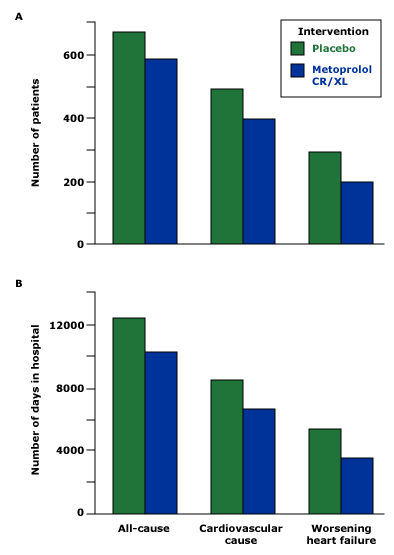 A
Intervention
Placebo
Metoprolol
CR/XL
Number of patients
600
400
200
0
B
Number of days in hospital
12000
8000
4000
0
All-cause
Cardiovascular
cause
Worsening
heart failure